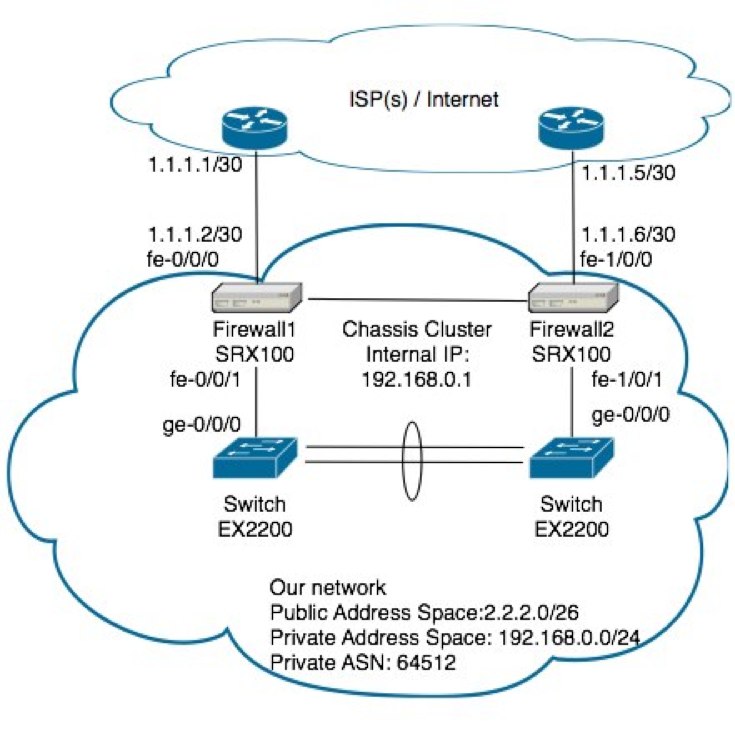 ISP(s) / Internet
1.1.1.1/30
1.1.1.5/30
1.1.1.2/30
fe-0/0/0
1.1.1.6/30
fe-1/0/0
Firewall1
SRX100
Chassis Cluster
Internal IP:
192.168.0.1
Firewall2
SRX100
fe-0/0/1
fe-1/0/1
ge-0/0/0
ge-0/0/0
Switch
EX2200
Switch
EX2200
Our network
Public Address Space:2.2.2.0/26
Private Address Space: 192.168.0.0/24
Private ASN: 64512